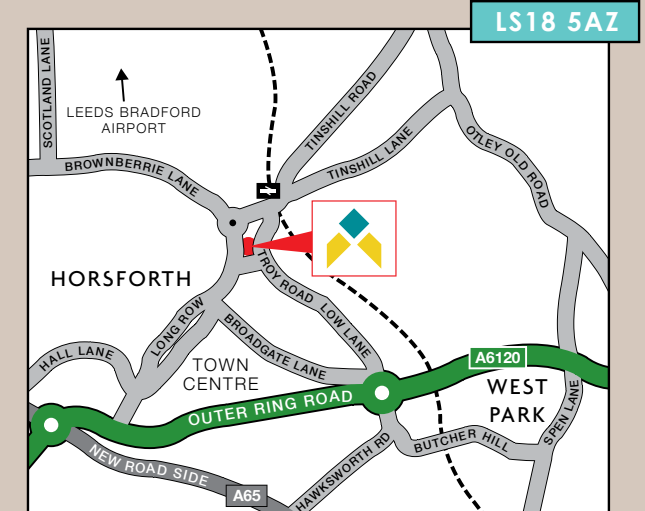 LS18 5AZ
SCOTLAND LANE
LEEDS BRADFORD
AIRPORT
TINSHILL ROAD
TINSHILL LANE
OTLEY OLD ROAD
BROWNBERRIE LANE
HORSFORTH
TROY ROAD
LOW LANE
LONG ROW
BROADGATE LANE
HALL LANE
TOWN
CENTRE
A6120
WEST
PARK
OUTER RING ROAD
SPEN LANE
BUTCHER HILL
HAWKSWORTH RD
NEW ROAD SIDE
A65